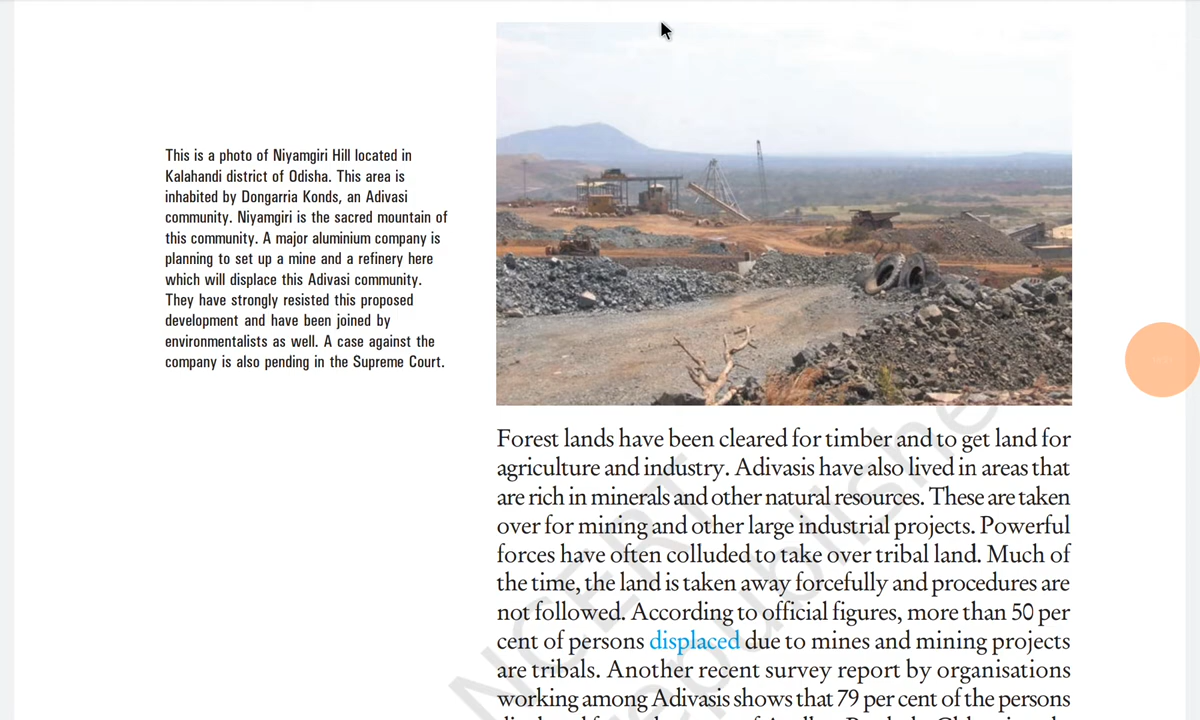 This is a photo of Niyamgiri Hill located in
Kalahandi district of Odisha. This area is
inhabited by Dongarria Konds, an Adivasi
community. Niyamgiri is the sacred mountain of
this community. A major aluminium company is
planning to set up a mine and a refinery here
which will displace this Adivasi community.
They have strongly resisted this proposed
development and have been joined by
environmentalists as well. A case against the
company is also pending in the Supreme Court.
Forest lands have been cleared for timber and to get land for
agriculture and industry. Adivasis have also lived in areas that
are rich in minerals and other natural resources. These are taken
over for mining and other large industrial projects. Powerful
forces have often colluded to take over tribal land. Much of
the time, the land is taken away forcefully and procedures are
not followed. According to official figures, more than 50 per
cent of persons displaced due to mines and mining projects
are tribals. Another recent survey report by organisations
working among Adivasis shows that 79 per cent of the persons
NCERT